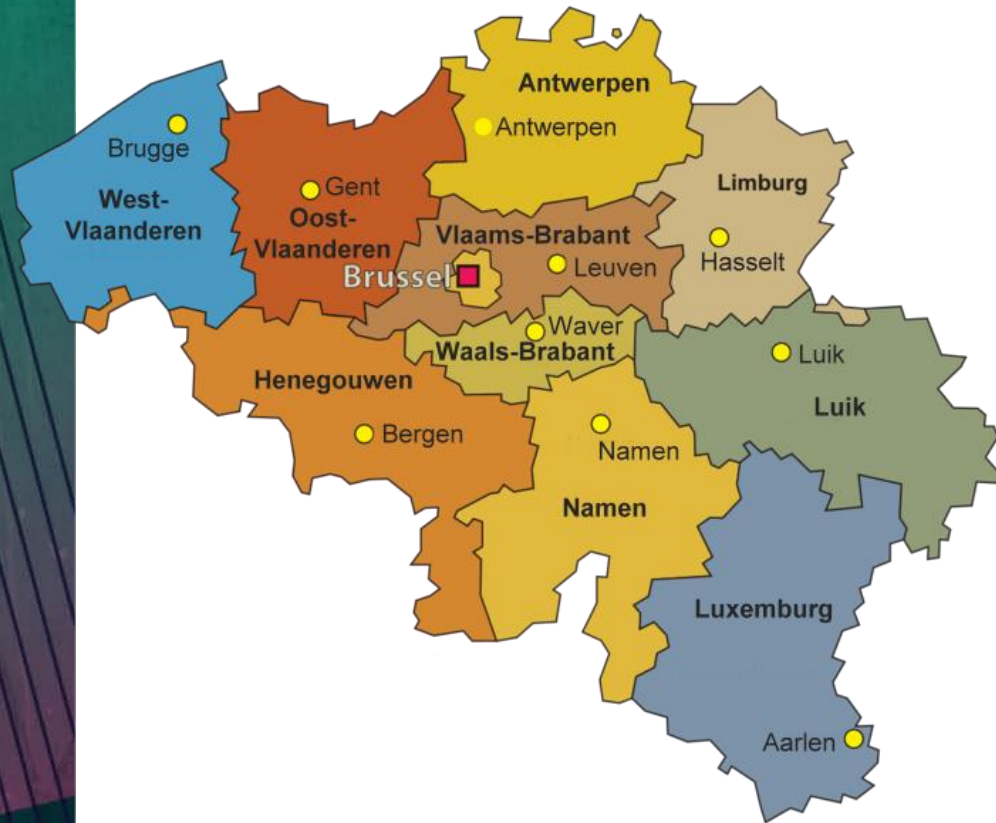 Antwerpen
Antwerpen
Brugge
West-
Vlaanderen
Gent
Oost-
Vlaanderen
Limburg
Hasselt
Vlaams-Brabant
Leuven
Brussel
Waver
Waals-Brabant
Henegouwen
Bergen
Luik
Luik
Namen
Namen
Luxemburg
Aarlen